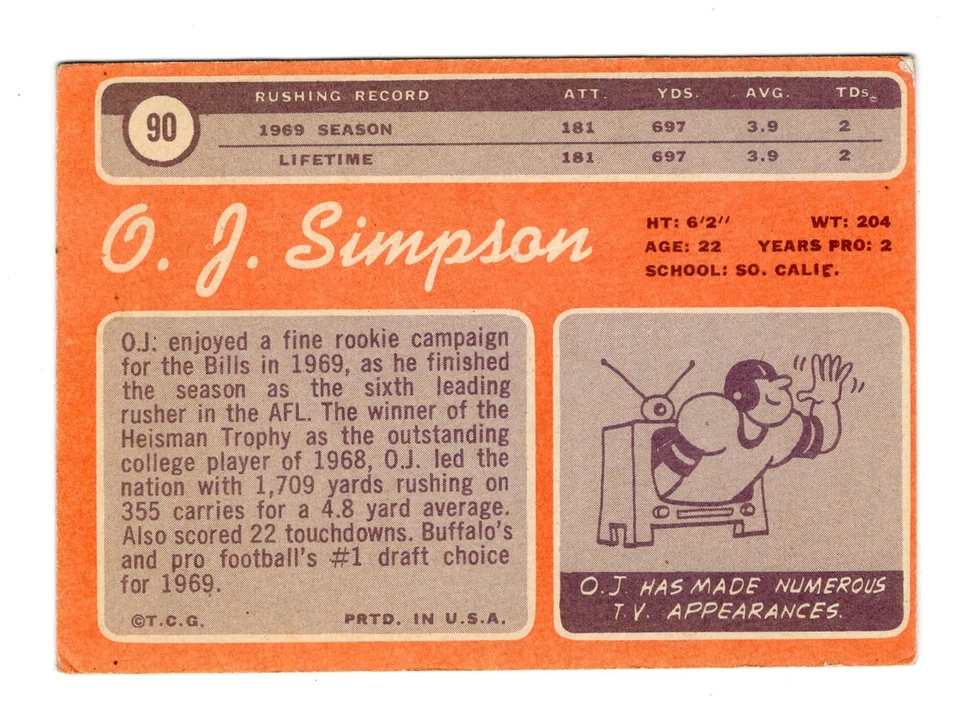 90
RUSHING RECORD ATT. YDS. AVG. TDs.
1969 SEASON 181 697 3.9 2
LIFETIME 181 697 3.9 2
O. J. Simpson
HT: 6'2" WT: 204
AGE: 22 YEARS PRO: 2
SCHOOL: SO. CALIF.
O.J. enjoyed a fine rookie campaign
for the Bills in 1969, as he finished
the season as the sixth leading
rusher in the AFL. The winner of the
Heisman Trophy as the outstanding
college player of 1968, O.J. led the
nation with 1,709 yards rushing on
355 carries for a 4.8 yard average.
Also scored 22 touchdowns. Buffalo's
and pro football's #1 draft choice
for 1969.
©T.C.G. PRTD. IN U.S.A.
O.J. HAS MADE NUMEROUS
T.V. APPEARANCES.